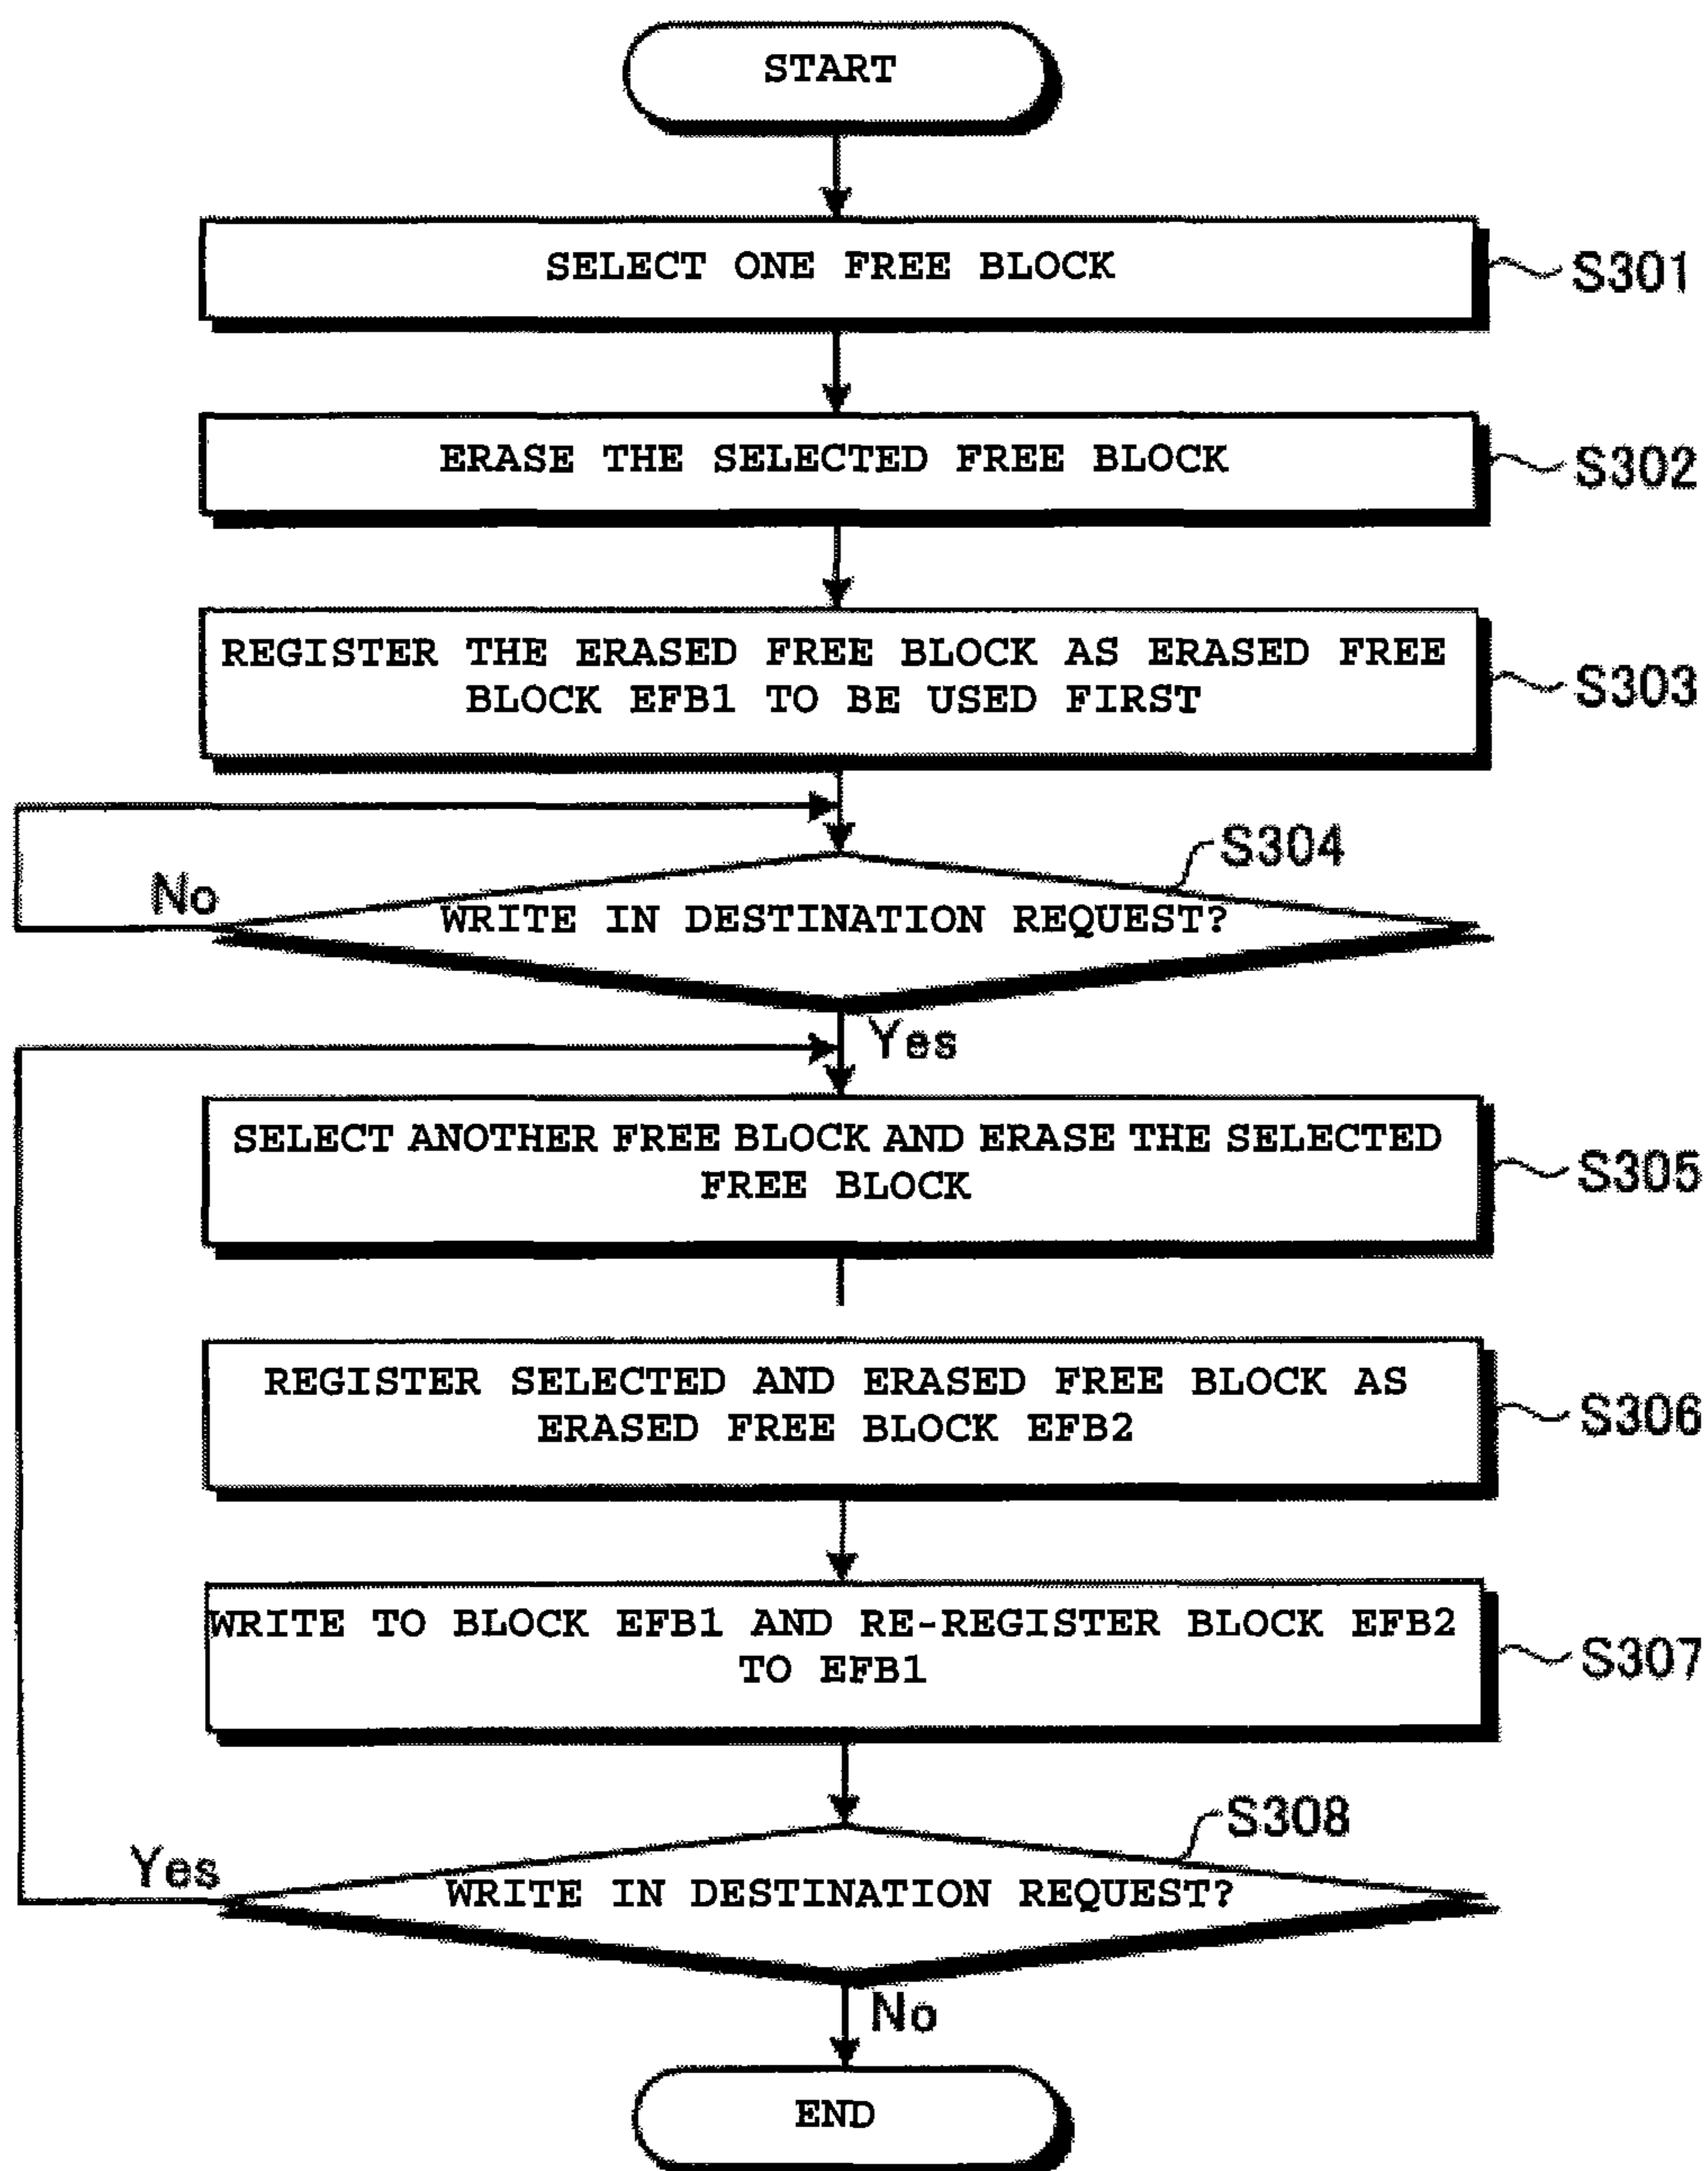 START
SELECT ONE FREE BLOCK
S301
ERASE THE SELECTED FREE BLOCK
S302
REGISTER THE ERASED FREE BLOCK AS ERASED FREE
BLOCK EFB1 TO BE USED FIRST
S303
S304
No
WRITE IN DESTINATION REQUEST?
Yes
SELECT ANOTHER FREE BLOCK AND ERASE THE SELECTED
FREE BLOCK
S305
REGISTER SELECTED AND ERASED FREE BLOCK AS
ERASED FREE BLOCK EFB2
S306
WRITE TO BLOCK EFB1 AND RE-REGISTER BLOCK EFB2
TO EFB1
S307
S308
Yes
WRITE IN DESTINATION REQUEST?
No
END